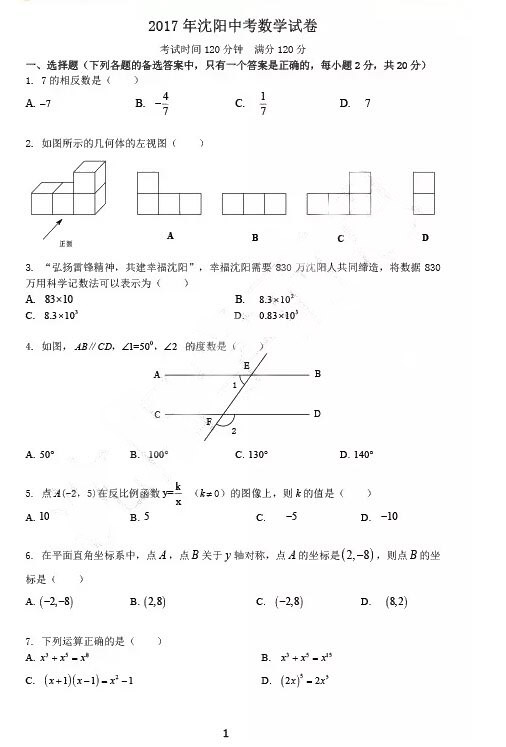 2017年沈阳中考数学试卷
考试时间120分钟 满分120分
一、选择题（下列各题的备选答案中，只有一个答案是正确的，每小题2分，共20分）
1. 7的相反数是（ ）
A. −7 B. −4/7 C. 1/7 D. 7
2. 如图所示的几何体的左视图（ ）
正面
A B C D
3. “弘扬雷锋精神，共建幸福沈阳”，幸福沈阳需要830万沈阳人共同缔造，将数据830
万用科学记数法可以表示为（ ）
A. 83×10 B. 8.3×10²
C. 8.3×10³ D. 0.83×10³
4. 如图，AB∥CD，∠1=50⁰，∠2 的度数是（ ）
E
A B
1
C D
F
2
A. 50° B. 100° C. 130° D. 140°
5. 点A(−2，5)在反比例函数y=k/x（k≠0）的图像上，则k的值是（ ）
A. 10 B. 5 C. −5 D. −10
6. 在平面直角坐标系中，点A，点B关于y轴对称，点A的坐标是(2,−8)，则点B的坐
标是（ ）
A. (−2,−8) B. (2,8) C. (−2,8) D. (8,2)
7. 下列运算正确的是（ ）
A. x³+x⁵=x⁸ B. x³+x⁵=x¹⁵
C. (x+1)(x−1)=x²−1 D. (2x)⁵=2x⁵
1